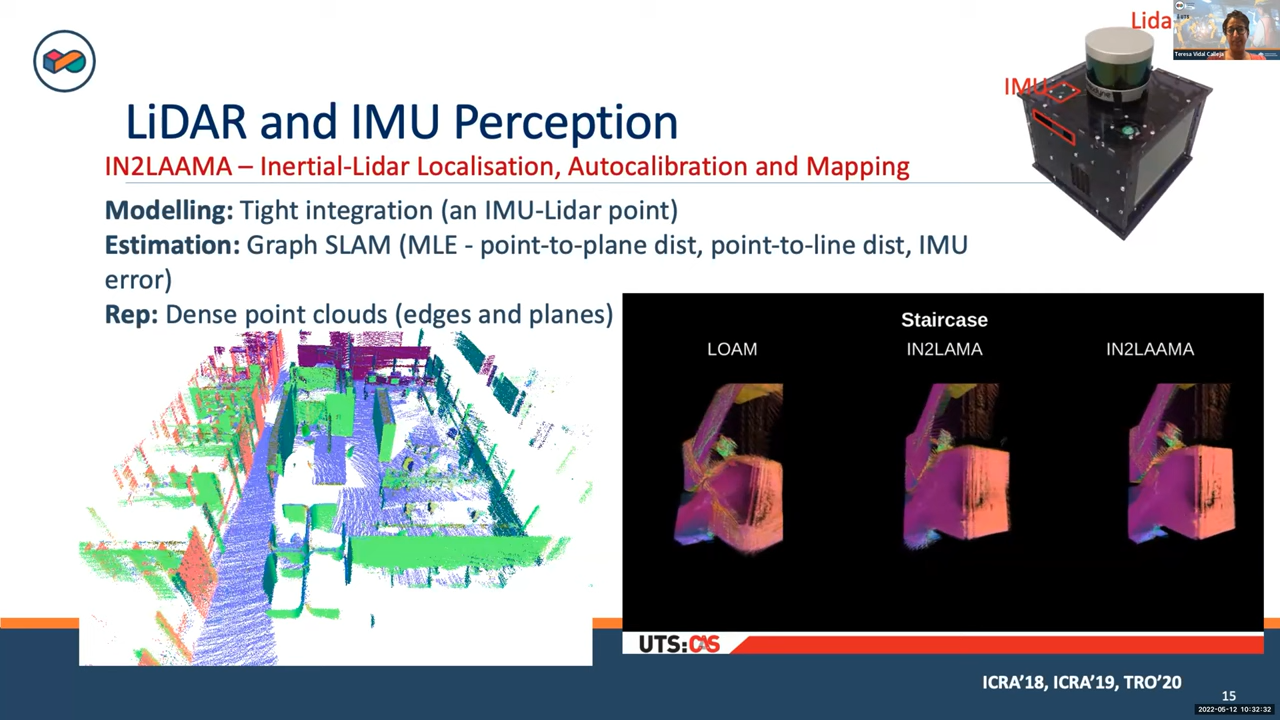 Lida
Teresa Vidal Calleja
IMU
LiDAR and IMU Perception
IN2LAAMA – Inertial-Lidar Localisation, Autocalibration and Mapping
Modelling: Tight integration (an IMU-Lidar point)
Estimation: Graph SLAM (MLE - point-to-plane dist, point-to-line dist, IMU
error)
Rep: Dense point clouds (edges and planes)
Staircase
LOAM IN2LAMA IN2LAAMA
UTS:CAS
ICRA'18, ICRA'19, TRO'20
15
2022-05-12 10:32:32